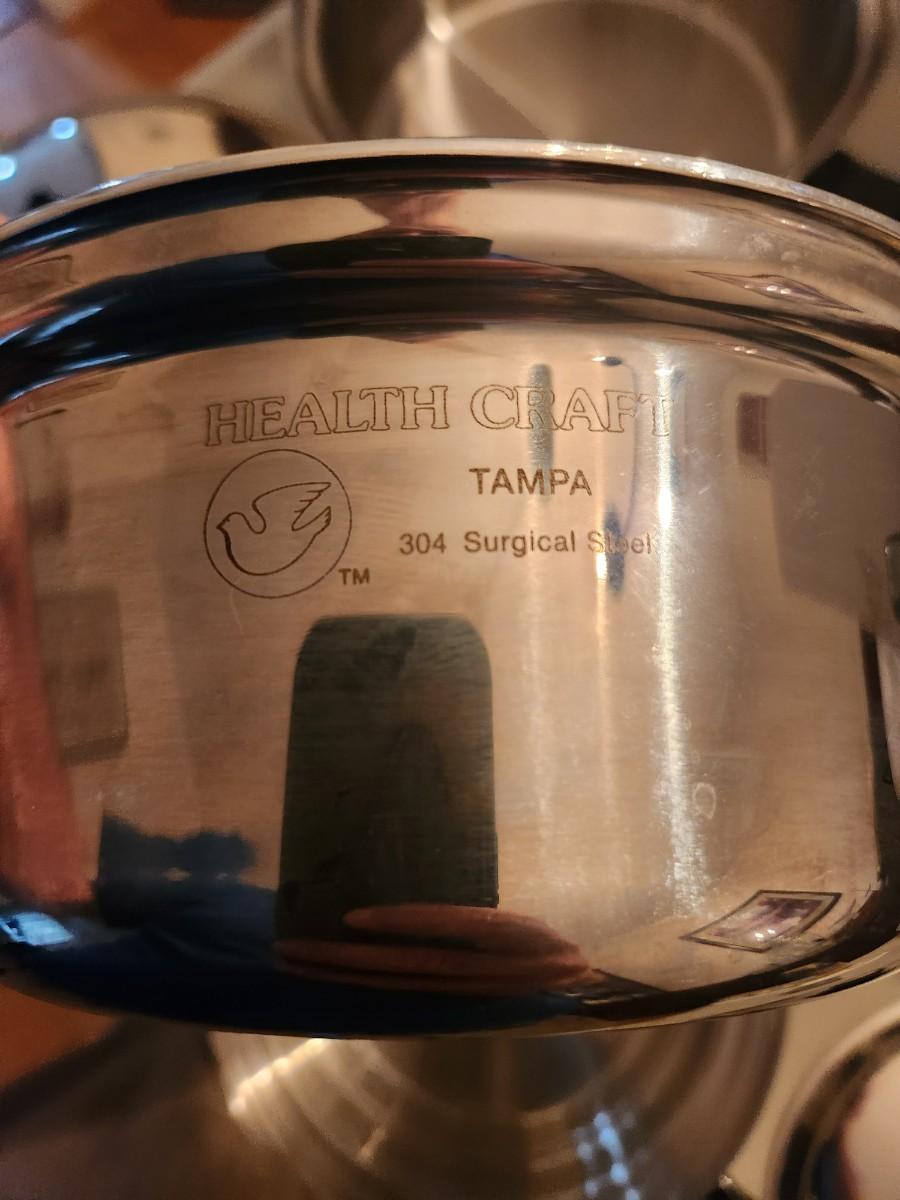 HEALTH CRAFT
TAMPA
304 Surgical Steel
TM